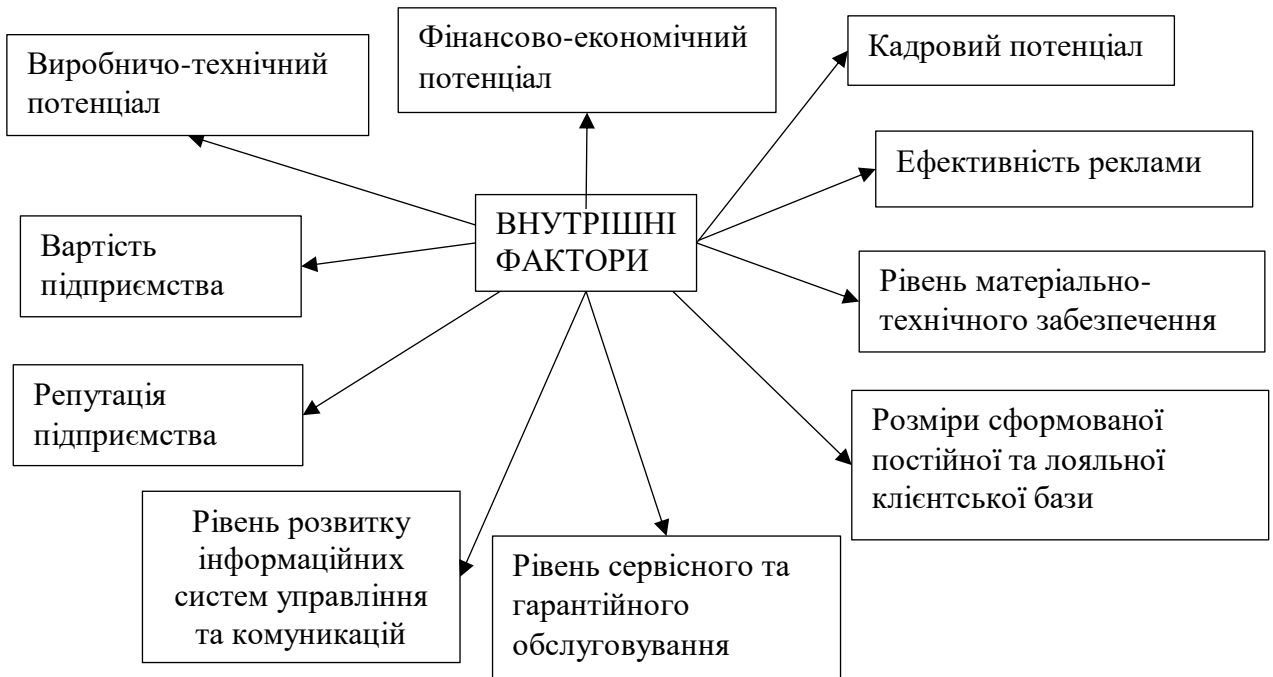 Виробничо-технічний
потенціал
Фінансово-економічний
потенціал
Кадровий потенціал
Ефективність реклами
ВНУТРІШНІ
ФАКТОРИ
Вартість
підприємства
Рівень матеріально-
технічного забезпечення
Репутація
підприємства
Розміри сформованої
постійної та лояльної
клієнтської бази
Рівень розвитку
інформаційних
систем управління
та комуникацій
Рівень сервісного та
гарантійного
обслуговування